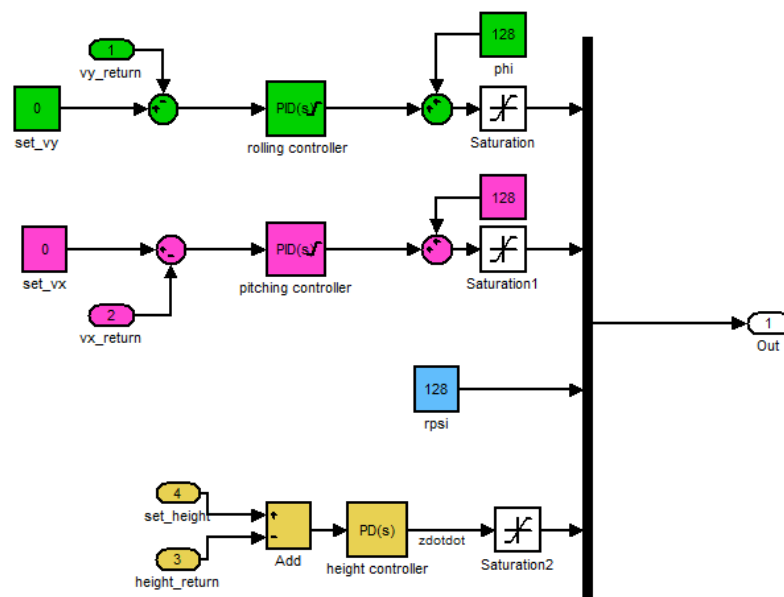 1
vy_return
128
phi
0
set_vy
PID(s)
rolling controller
Saturation
128
0
set_vx
PID(s)
pitching controller
Saturation1
2
vx_return
1
Out
128
rpsi
4
set_height
Add
PD(s)
height controller
zdotdot
Saturation2
3
height_return